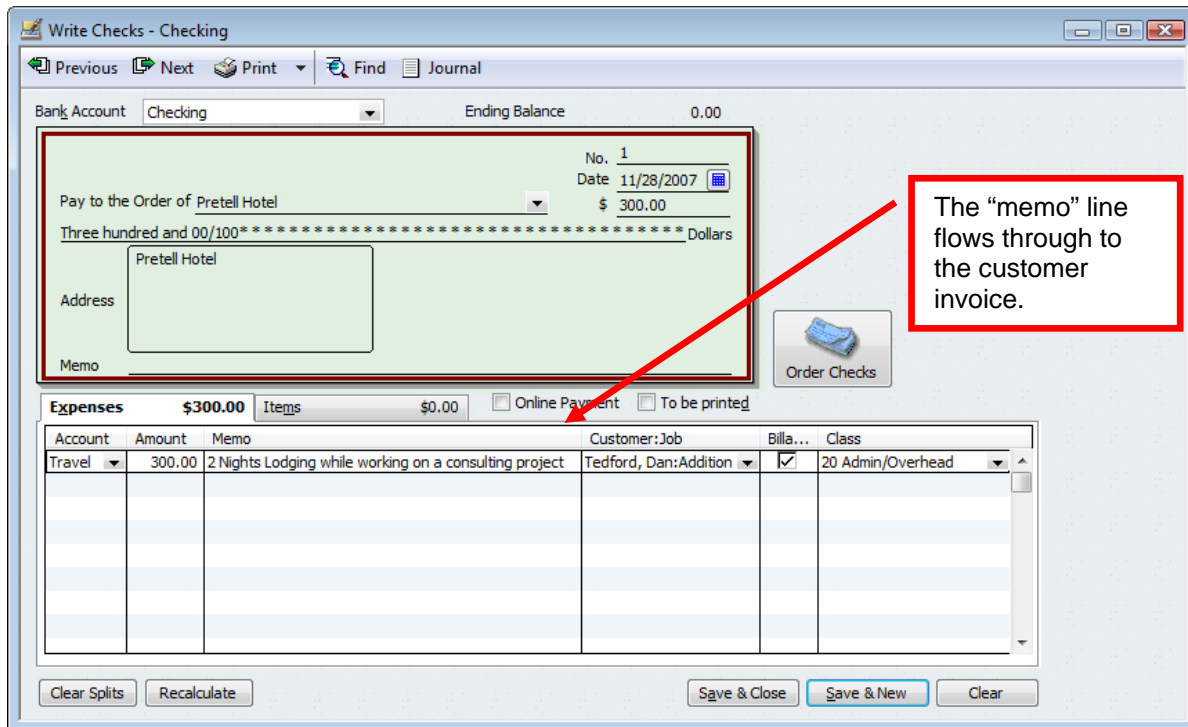 Write Checks - Checking
Previous Next Print Find Journal
Bank Account Checking Ending Balance 0.00
No. 1
Date 11/28/2007
Pay to the Order of Pretell Hotel $ 300.00
Three hundred and 00/100* * * * * * * * * * * * * * * * * * * * * * * * * * * * * * * * * * * * * * Dollars
Pretell Hotel
Address
Memo
The “memo” line
flows through to
the customer
invoice.
Order Checks
Expenses $300.00 Items $0.00 Online Payment To be printed
Account Amount Memo Customer:Job Billa... Class
Travel 300.00 2 Nights Lodging while working on a consulting project Tedford, Dan:Addition 20 Admin/Overhead
Clear Splits Recalculate Save & Close Save & New Clear